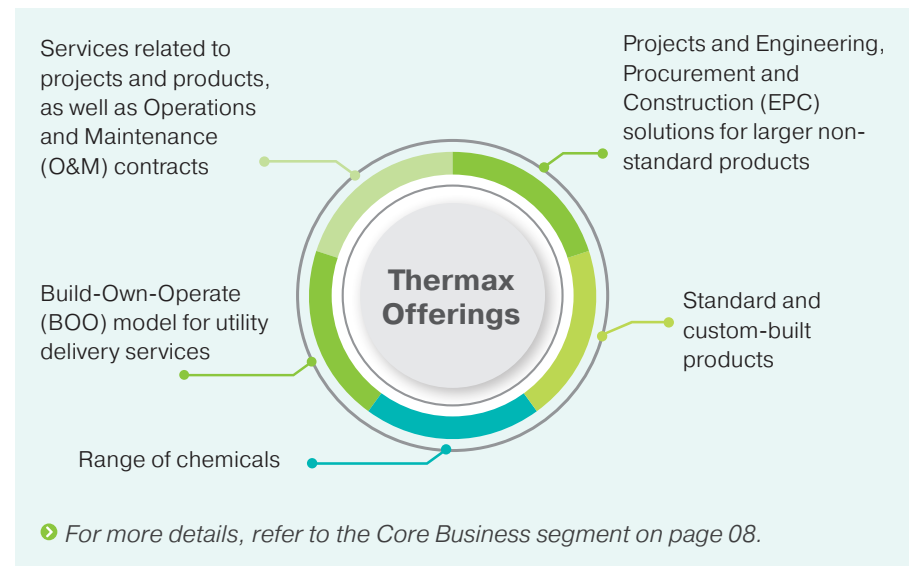 Services related to
projects and products,
as well as Operations
and Maintenance
(O&M) contracts
Projects and Engineering,
Procurement and
Construction (EPC)
solutions for larger non-
standard products
Thermax
Offerings
Build-Own-Operate
(BOO) model for utility
delivery services
Standard and
custom-built
products
Range of chemicals
For more details, refer to the Core Business segment on page 08.